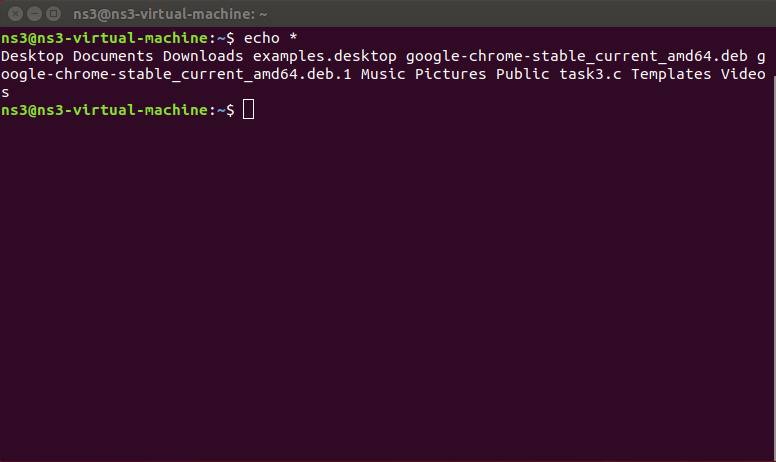 ns3@ns3-virtual-machine: ~
ns3@ns3-virtual-machine:~$ echo *
Desktop Documents Downloads examples.desktop google-chrome-stable_current_amd64.deb g
oogle-chrome-stable_current_amd64.deb.1 Music Pictures Public task3.c Templates Video
s
ns3@ns3-virtual-machine:~$